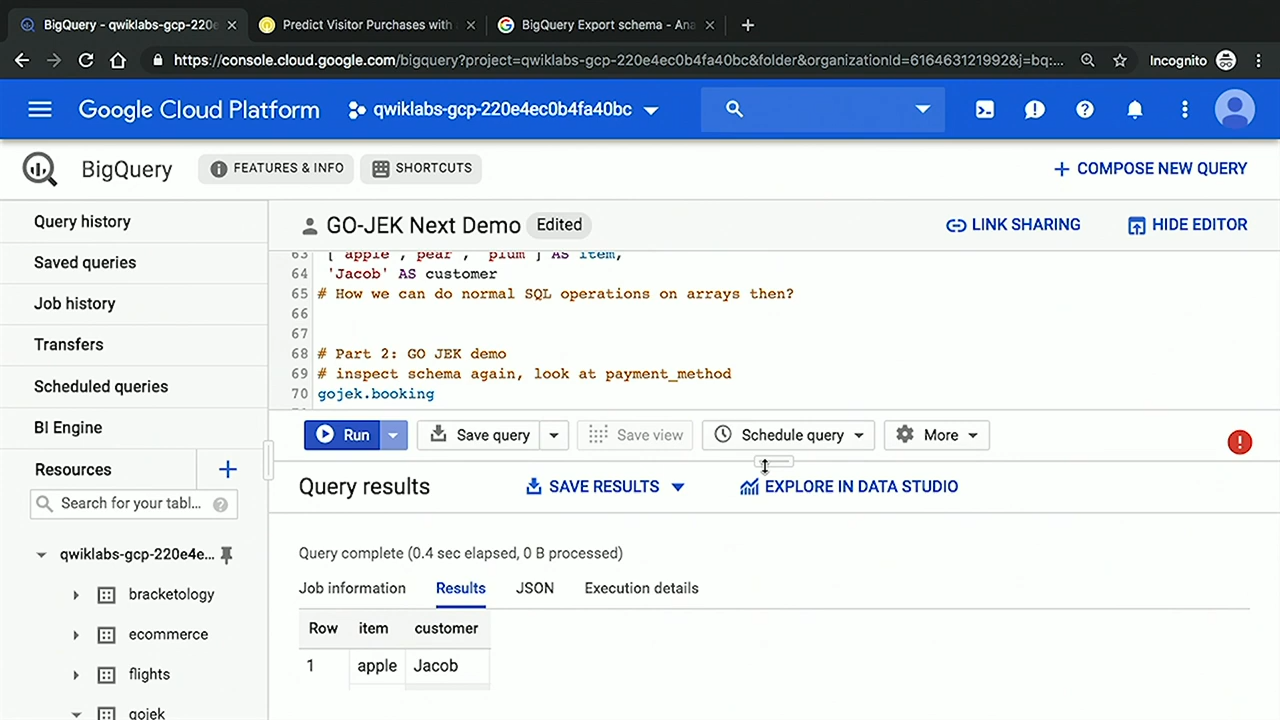 BigQuery - qwiklabs-gcp-220e
Predict Visitor Purchases with
BigQuery Export schema - Ana
https://console.cloud.google.com/bigquery?project=qwiklabs-gcp-220e4ec0b4fa40bc&folder&organizationId=616463121992&j=bq:...
Incognito
Google Cloud Platform
qwiklabs-gcp-220e4ec0b4fa40bc
BigQuery
FEATURES & INFO
SHORTCUTS
+ COMPOSE NEW QUERY
Query history
Saved queries
Job history
Transfers
Scheduled queries
BI Engine
Resources
Search for your tabl...
qwiklabs-gcp-220e4e...
bracketology
ecommerce
flights
gojek
GO-JEK Next Demo
Edited
LINK SHARING
HIDE EDITOR
63 ['apple', 'pear', 'plum'] AS item,
64 'Jacob' AS customer
65 # How we can do normal SQL operations on arrays then?
66
67
68 # Part 2: GO JEK demo
69 # inspect schema again, look at payment_method
70 gojek.booking
Run
Save query
Save view
Schedule query
More
Query results
SAVE RESULTS
EXPLORE IN DATA STUDIO
Query complete (0.4 sec elapsed, 0 B processed)
Job information
Results
JSON
Execution details
Row item customer
1 apple Jacob